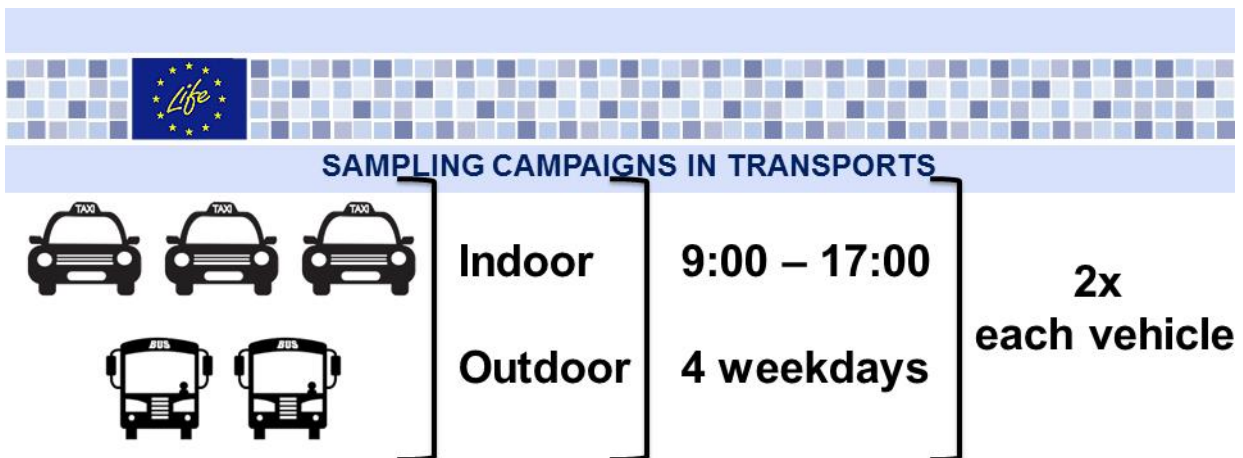 Life
SAMPLING CAMPAIGNS IN TRANSPORTS
TAXI TAXI TAXI
Indoor
9:00 – 17:00
2x
each vehicle
BUS BUS
Outdoor
4 weekdays